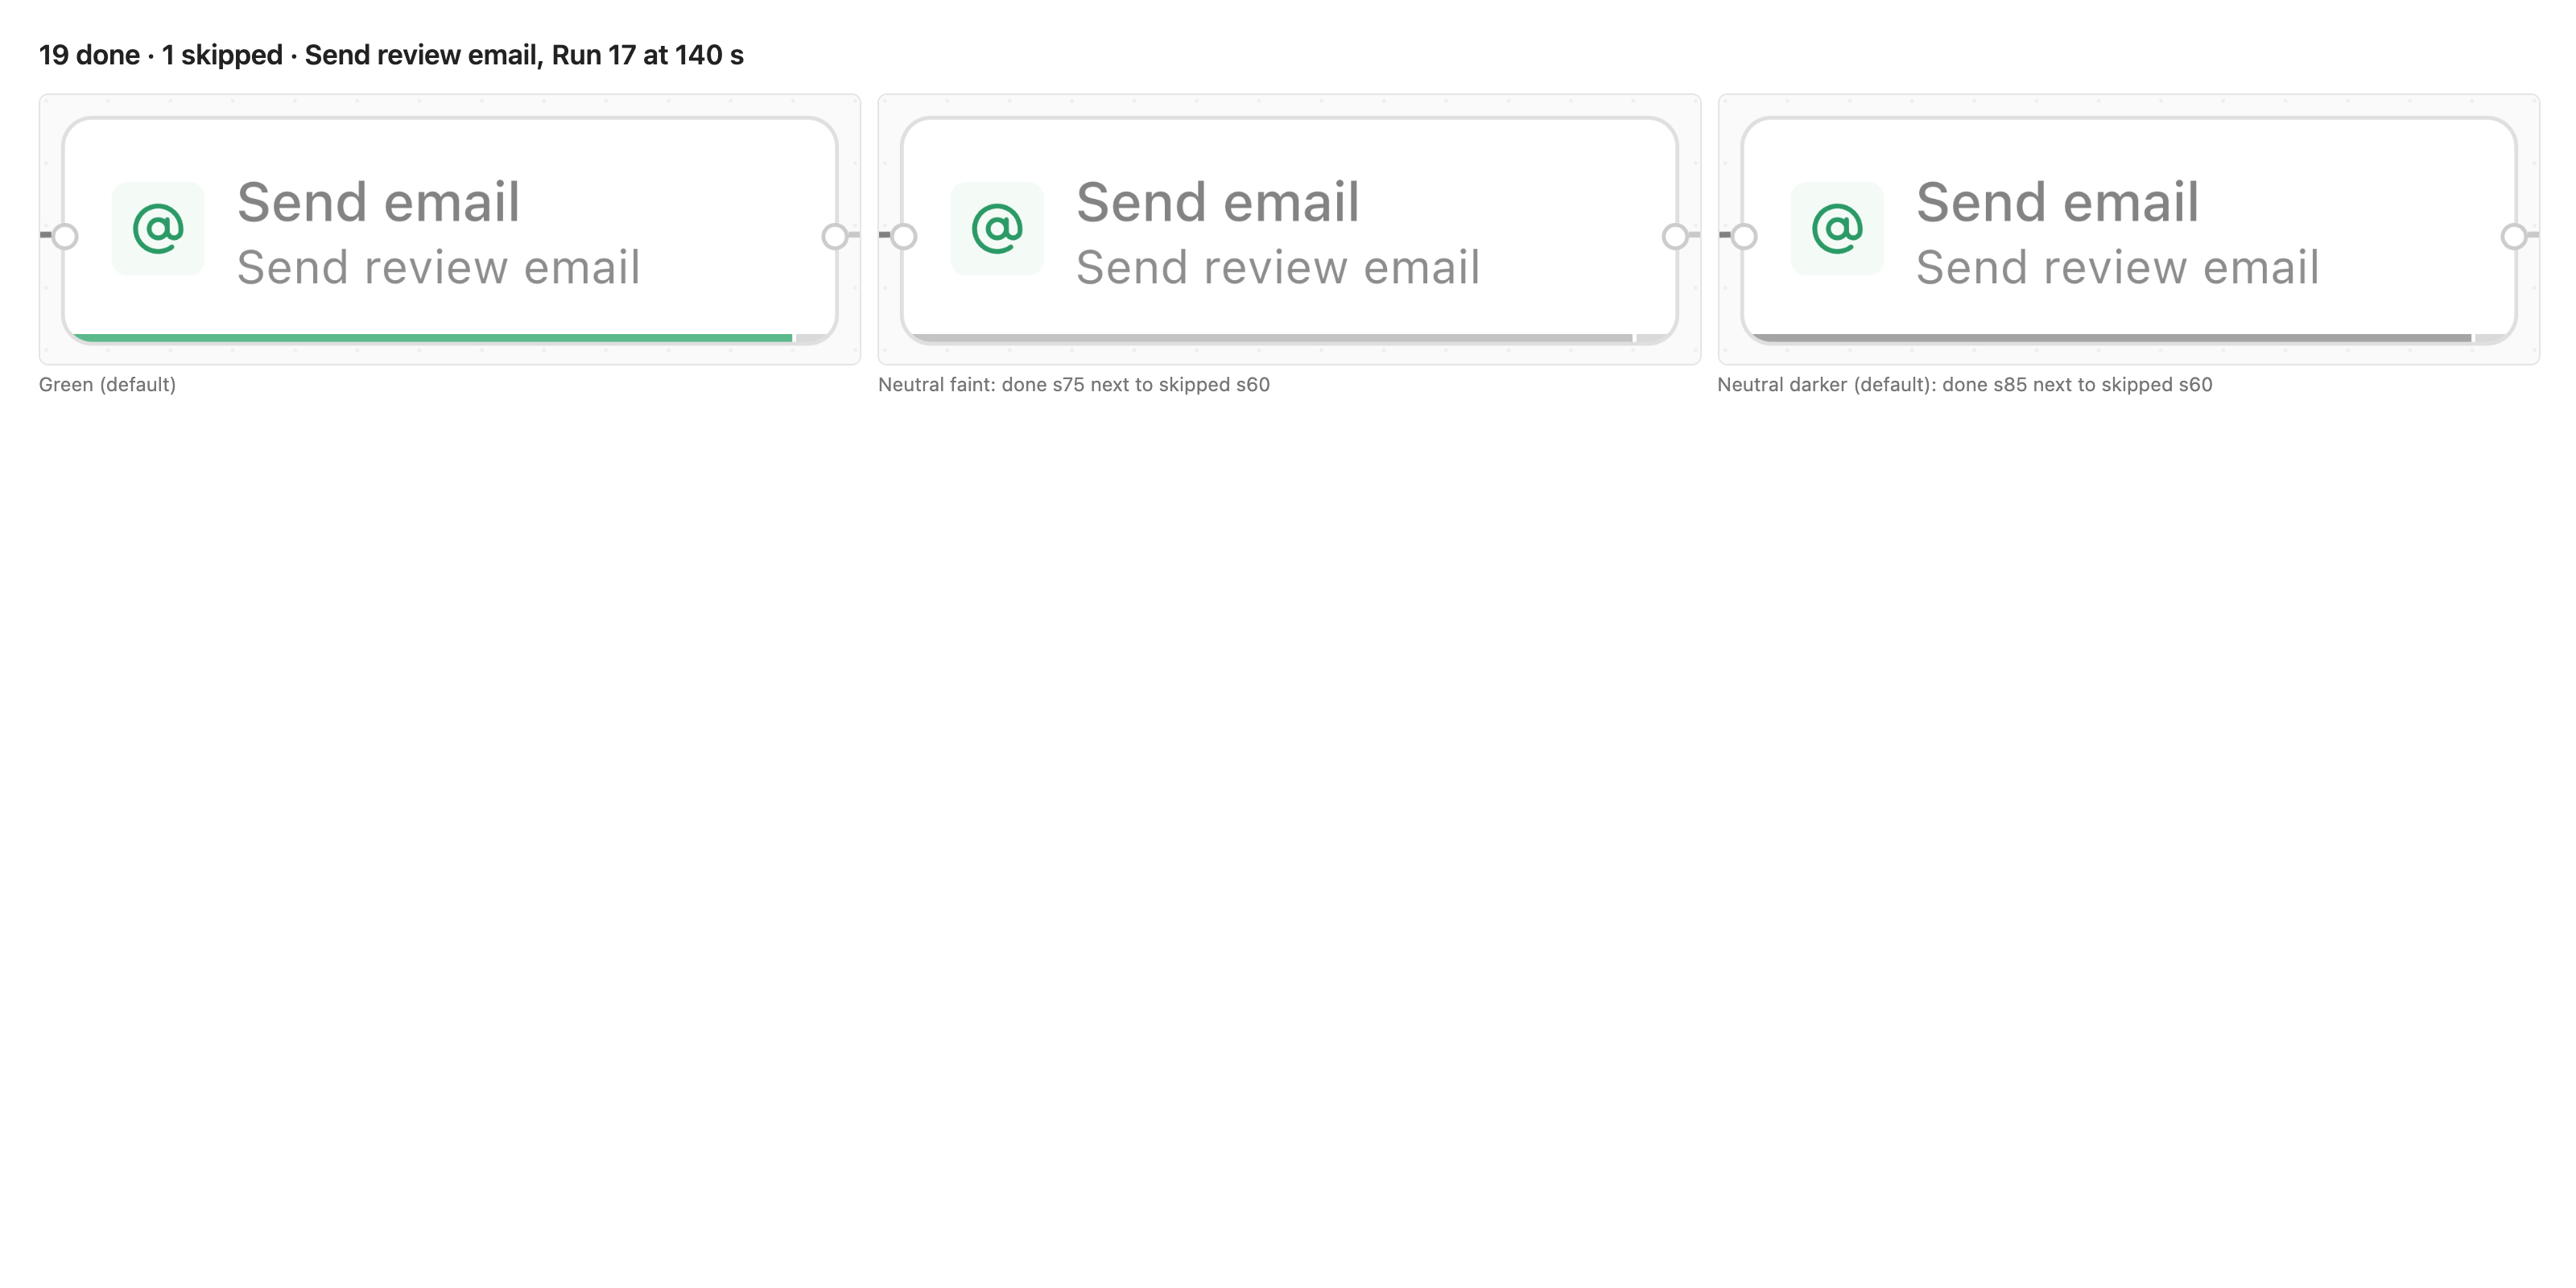 19 done · 1 skipped · Send review email, Run 17 at 140 s
@ Send email
Send review email
Green (default)
@ Send email
Send review email
Neutral faint: done s75 next to skipped s60
@ Send email
Send review email
Neutral darker (default): done s85 next to skipped s60